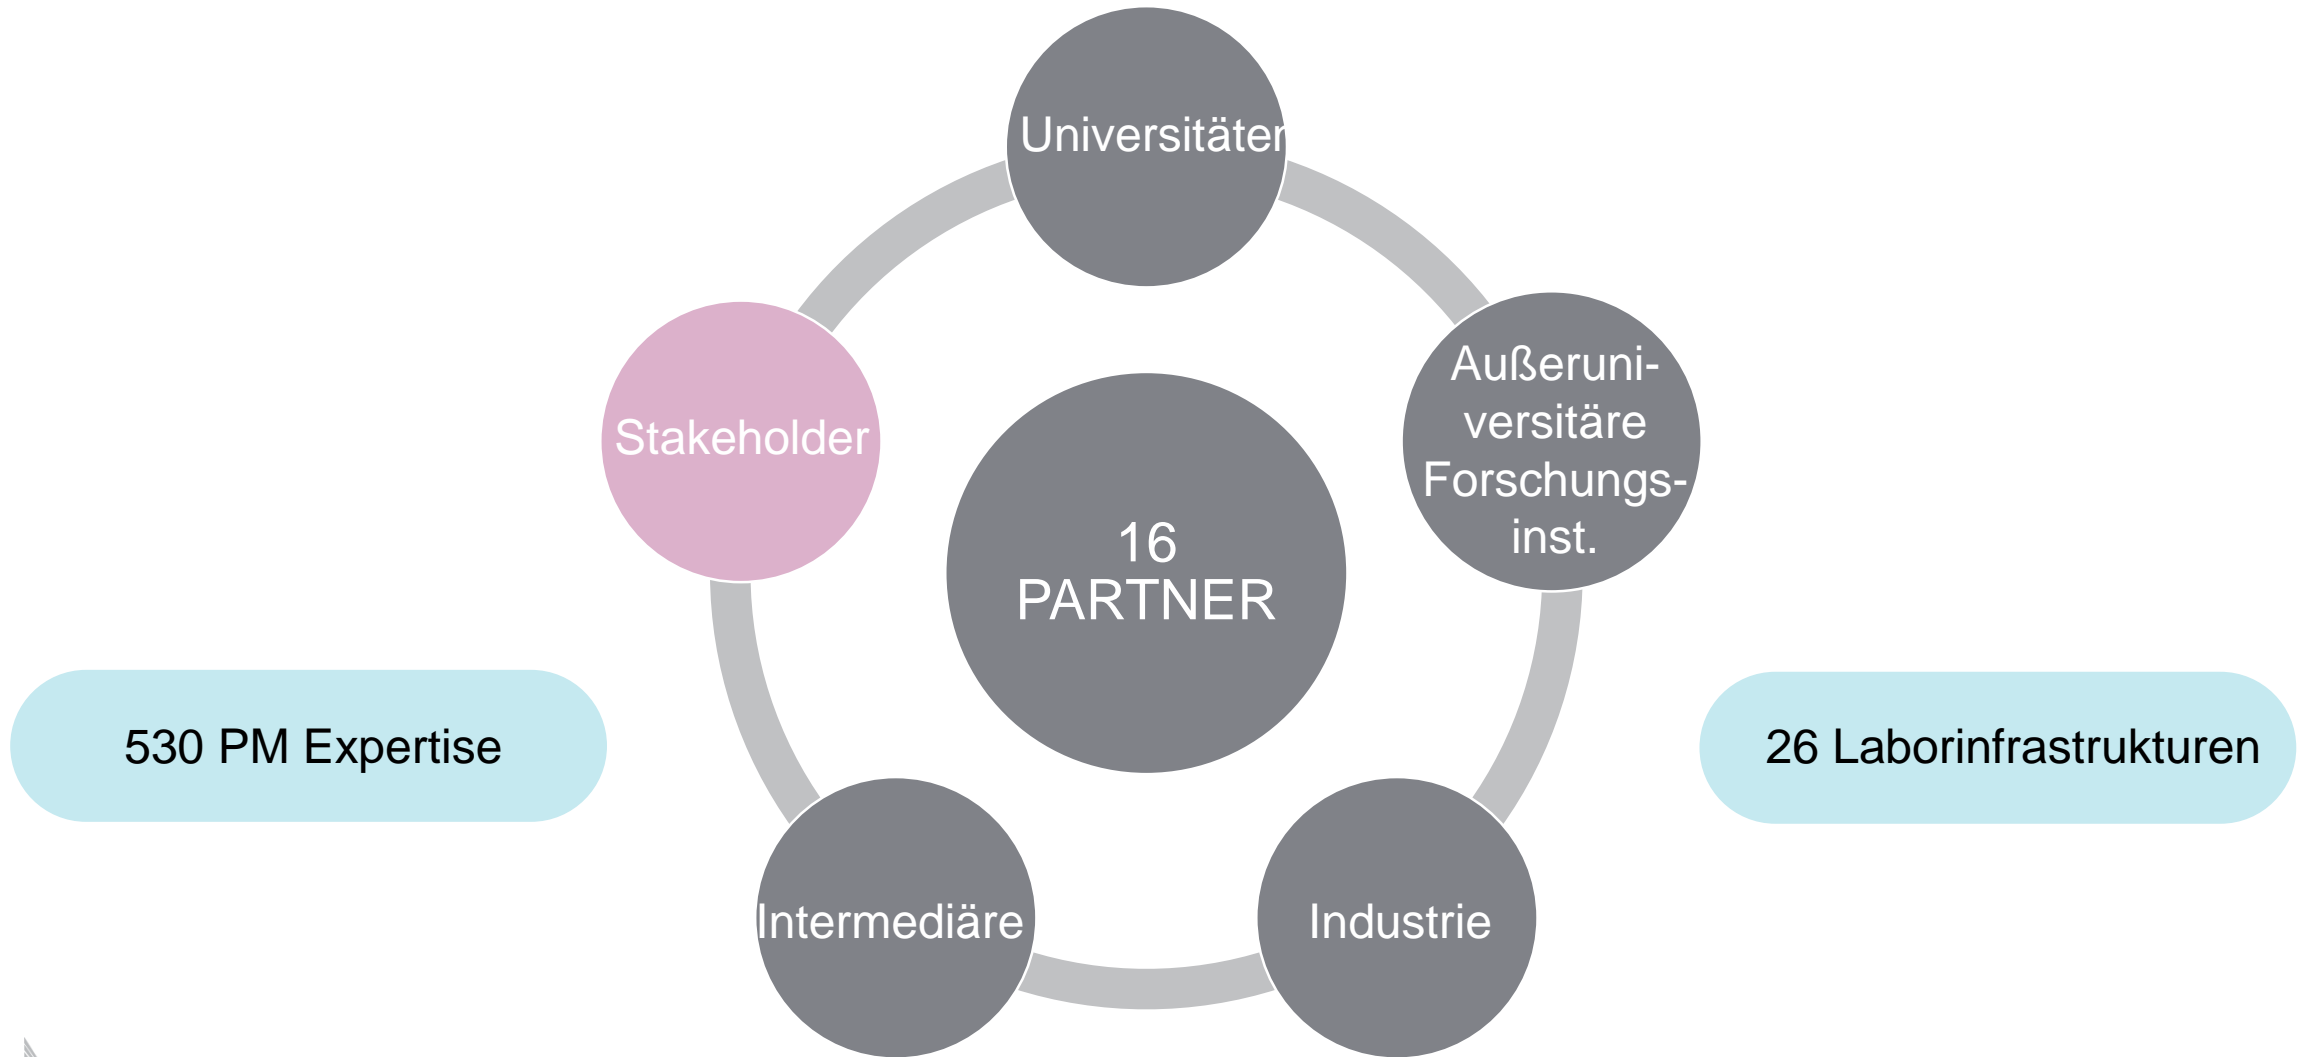 Universitäten
Außeruni-
versitäre
Forschungs-
inst.
Stakeholder
16
PARTNER
530 PM Expertise
26 Laborinfrastrukturen
Intermediäre
Industrie